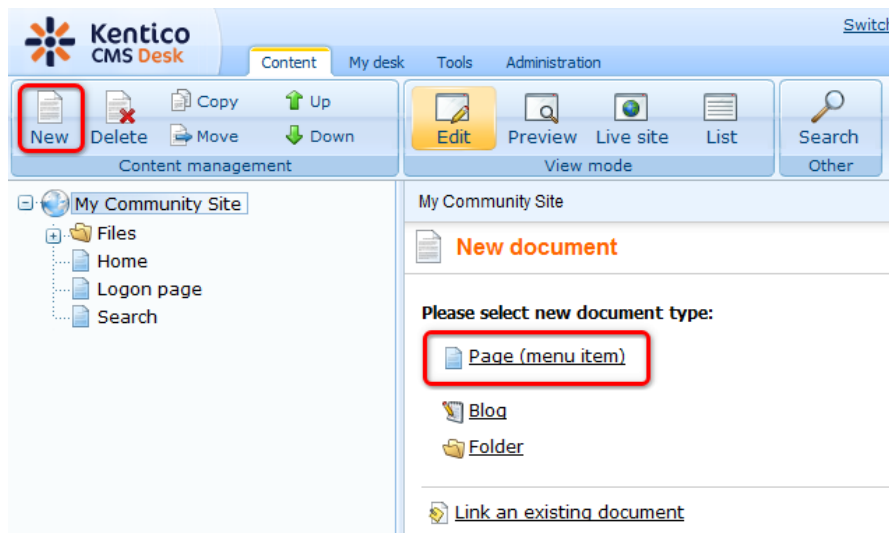 Kentico
CMS Desk
Switch
Content My desk Tools Administration
New Delete Copy Move Up Down
Content management
Edit Preview Live site List
View mode
Search
Other
My Community Site
Files
Home
Logon page
Search
My Community Site
New document
Please select new document type:
Page (menu item)
Blog
Folder
Link an existing document